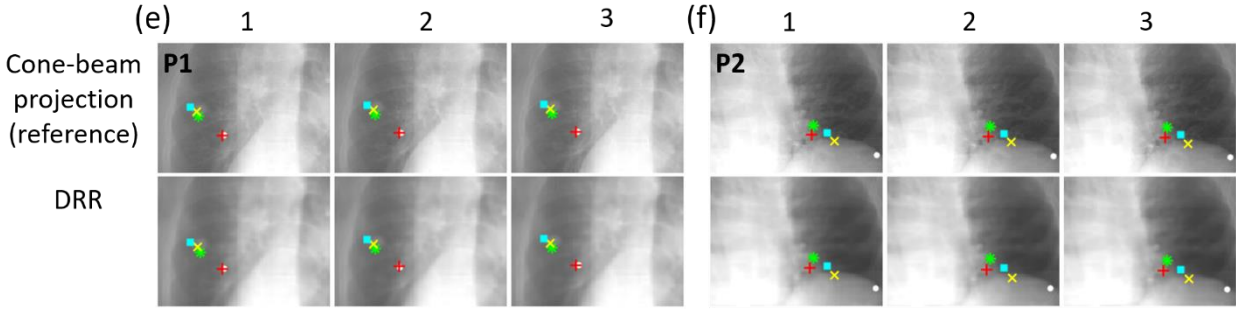 (e) 1 2 3 (f) 1 2 3
Cone-beam
projection
(reference)
P1 P2
DRR